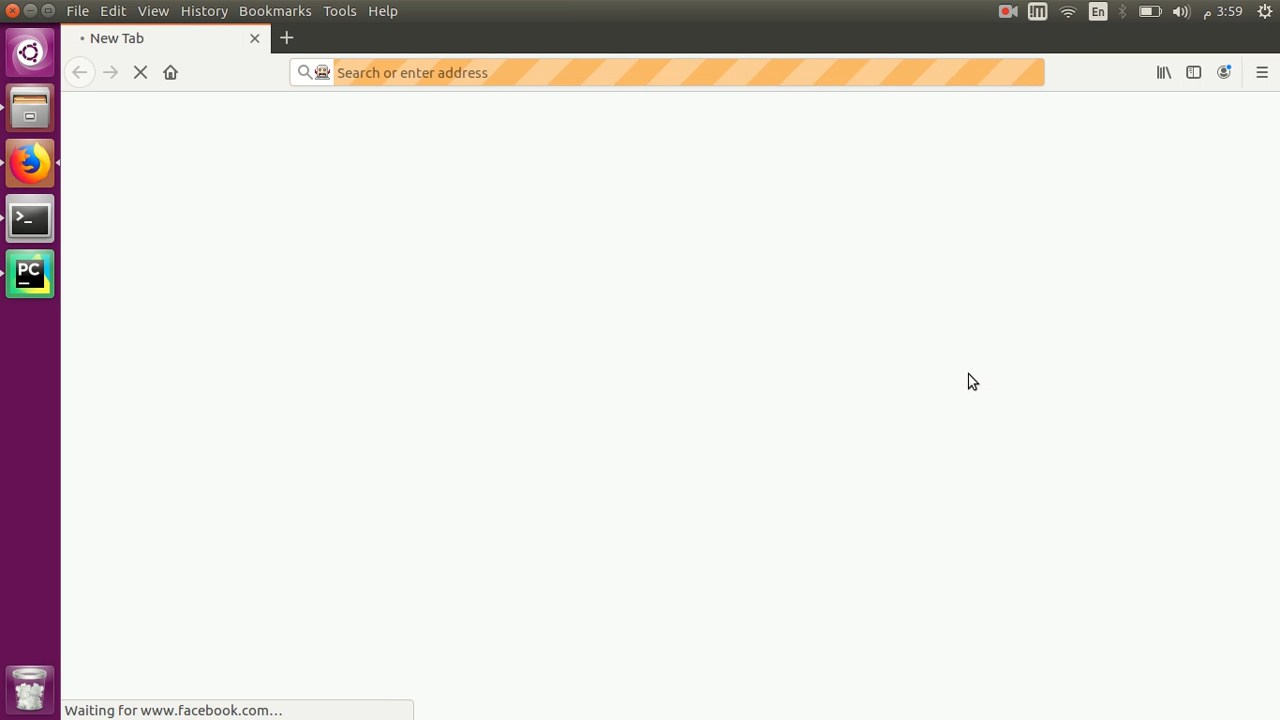 File Edit View History Bookmarks Tools Help
En
3:59 م
New Tab
Search or enter address
>_
PC
Waiting for www.facebook.com…